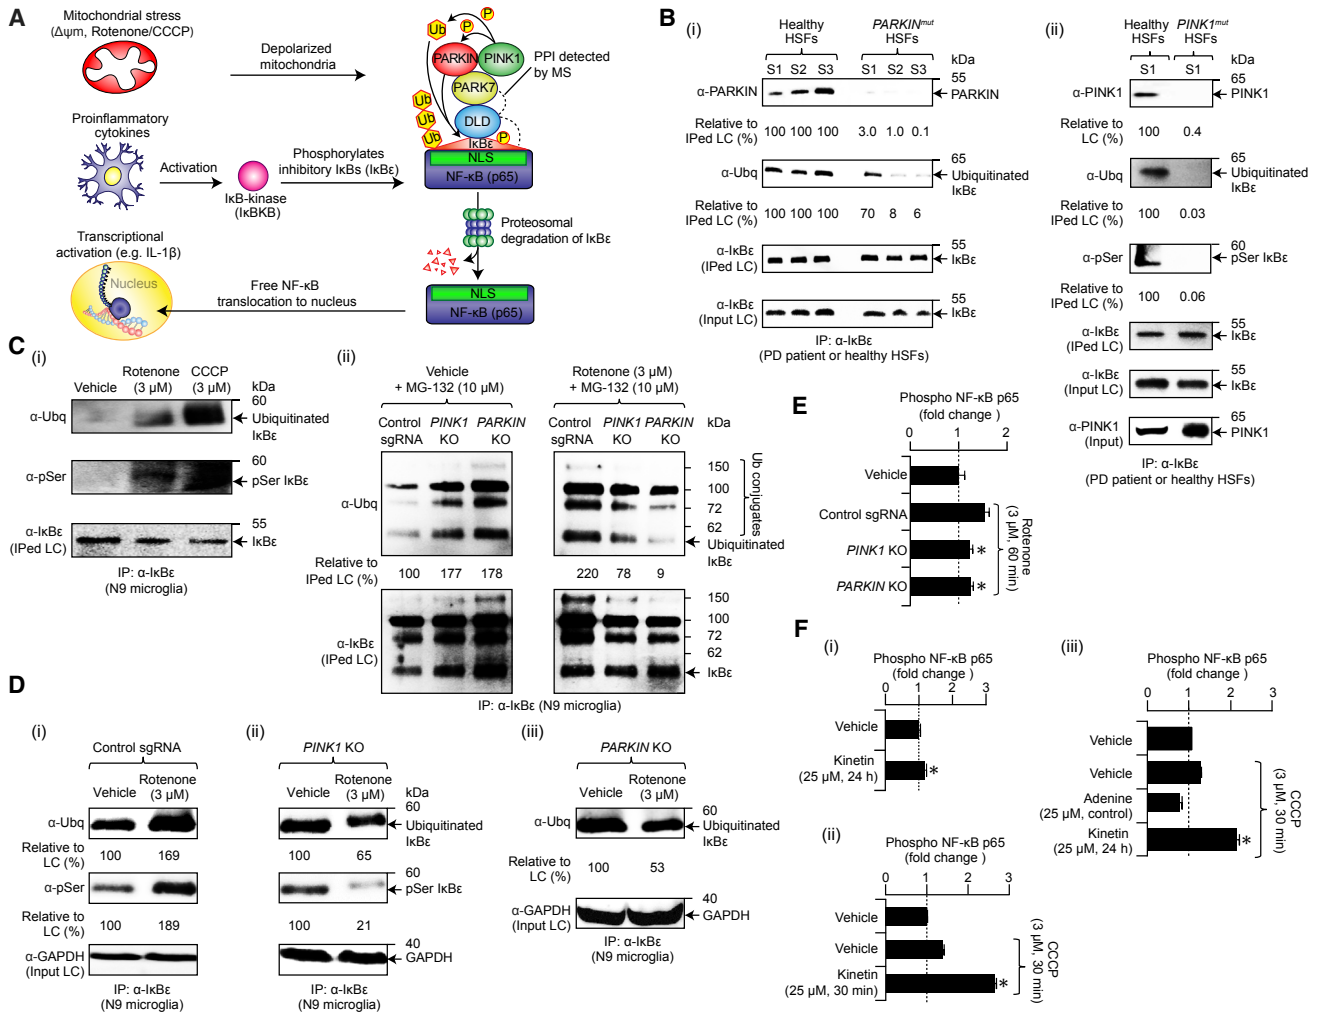 A
Mitochondrial stress
(Δψm, Rotenone/CCCP)
Depolarized
mitochondria
Ub
P
P
PARKIN
PINK1
PARK7
PPI detected
by MS
Ub
Ub
Ub
DLD
P
IκBε
NLS
NF-κB (p65)
Proinflammatory
cytokines
Activation
IκB-kinase
(IκBKB)
Phosphorylates
inhibitory IκBs (IκBε)
Proteosomal
degradation of IκBε
Transcriptional
activation (e.g. IL-1β)
Nucleus
Free NF-κB
translocation to nucleus
NLS
NF-κB (p65)
B
(i)
Healthy
HSFs
PARKINmut
HSFs
S1 S2 S3 S1 S2 S3
kDa
55
α-PARKIN
PARKIN
Relative to
IPed LC (%)
100 100 100 3.0 1.0 0.1
65
α-Ubq
Ubiquitinated
IκBε
Relative to
IPed LC (%)
100 100 100 70 8 6
55
α-IκBε
(IPed LC)
IκBε
55
α-IκBε
(Input LC)
IκBε
IP: α-IκBε
(PD patient or healthy HSFs)
(ii)
Healthy
HSFs
PINK1mut
HSFs
S1 S1
kDa
65
α-PINK1
PINK1
Relative to
LC (%)
100 0.4
65
α-Ubq
Ubiquitinated
IκBε
Relative to
IPed LC (%)
100 0.03
60
α-pSer
pSer IκBε
Relative to
IPed LC (%)
100 0.06
55
α-IκBε
(IPed LC)
IκBε
55
α-IκBε
(Input LC)
IκBε
65
α-PINK1
(Input)
PINK1
IP: α-IκBε
(PD patient or healthy HSFs)
C
(i)
Vehicle
Rotenone
(3 µM)
CCCP
(3 µM)
kDa
60
α-Ubq
Ubiquitinated
IκBε
60
α-pSer
pSer IκBε
55
α-IκBε
(IPed LC)
IκBε
IP: α-IκBε
(N9 microglia)
(ii)
Vehicle
+ MG-132 (10 µM)
Rotenone (3 µM)
+ MG-132 (10 µM)
Control
sgRNA
PINK1
KO
PARKIN
KO
Control
sgRNA
PINK1
KO
PARKIN
KO
kDa
α-Ubq
150
100
72
62
Ub conjugates
Ubiquitinated
IκBε
Relative to
IPed LC (%)
100 177 178 220 78 9
α-IκBε
(IPed LC)
150
100
72
62
IκBε
IP: α-IκBε (N9 microglia)
D
(i)
Control sgRNA
Vehicle
Rotenone
(3 µM)
α-Ubq
Relative to
LC (%)
100 169
α-pSer
Relative to
LC (%)
100 189
α-GAPDH
(Input LC)
IP: α-IκBε
(N9 microglia)
(ii)
PINK1 KO
Vehicle
Rotenone
(3 µM)
kDa
60
Ubiquitinated
IκBε
100 65
60
pSer IκBε
100 21
40
GAPDH
IP: α-IκBε
(N9 microglia)
(iii)
PARKIN KO
Vehicle
Rotenone
(3 µM)
60
α-Ubq
Ubiquitinated
IκBε
Relative to
LC (%)
100 53
40
α-GAPDH
(Input LC)
GAPDH
IP: α-IκBε
(N9 microglia)
E
Phospho NF-κB p65
(fold change )
0 1 2
Vehicle
Control sgRNA
PINK1 KO
*
PARKIN KO
*
Rotenone
(3 µM, 60 min)
F
(i)
Phospho NF-κB p65
(fold change )
0 1 2 3
Vehicle
Kinetin
(25 µM, 24 h)
*
(ii)
Phospho NF-κB p65
(fold change )
0 1 2 3
Vehicle
Vehicle
Kinetin
(25 µM, 30 min)
*
CCCP
(3 µM, 30 min)
(iii)
Phospho NF-κB p65
(fold change )
0 1 2 3
Vehicle
Vehicle
Adenine
(25 µM, control)
Kinetin
(25 µM, 24 h)
*
CCCP
(3 µM, 30 min)